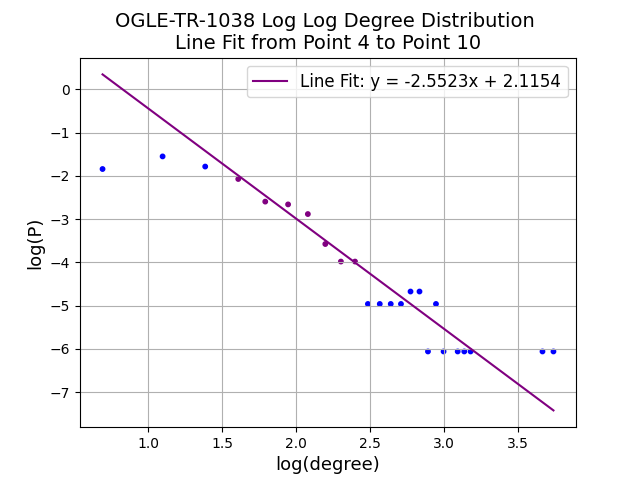 OGLE-TR-1038 Log Log Degree Distribution
Line Fit from Point 4 to Point 10
Line Fit: y = -2.5523x + 2.1154
log(P)
0
−1
−2
−3
−4
−5
−6
−7
1.0 1.5 2.0 2.5 3.0 3.5
log(degree)